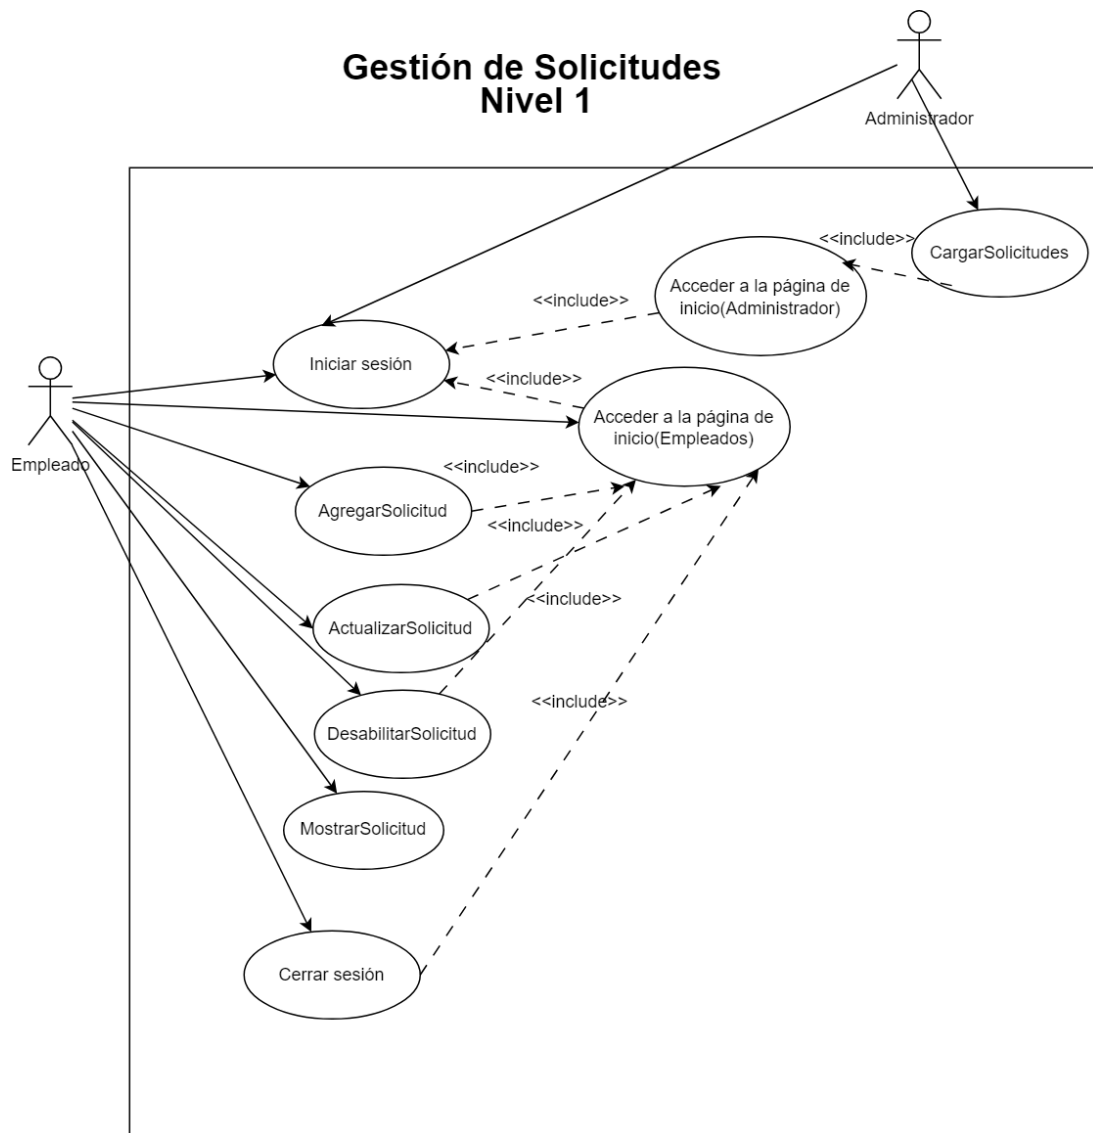 Gestión de Solicitudes
Nivel 1
Administrador
<<include>>
CargarSolicitudes
Acceder a la página de
inicio(Administrador)
<<include>>
Iniciar sesión
<<include>>
Acceder a la página de
inicio(Empleados)
Empleado
<<include>>
AgregarSolicitud
<<include>>
<<include>>
ActualizarSolicitud
<<include>>
DesabilitarSolicitud
MostrarSolicitud
Cerrar sesión